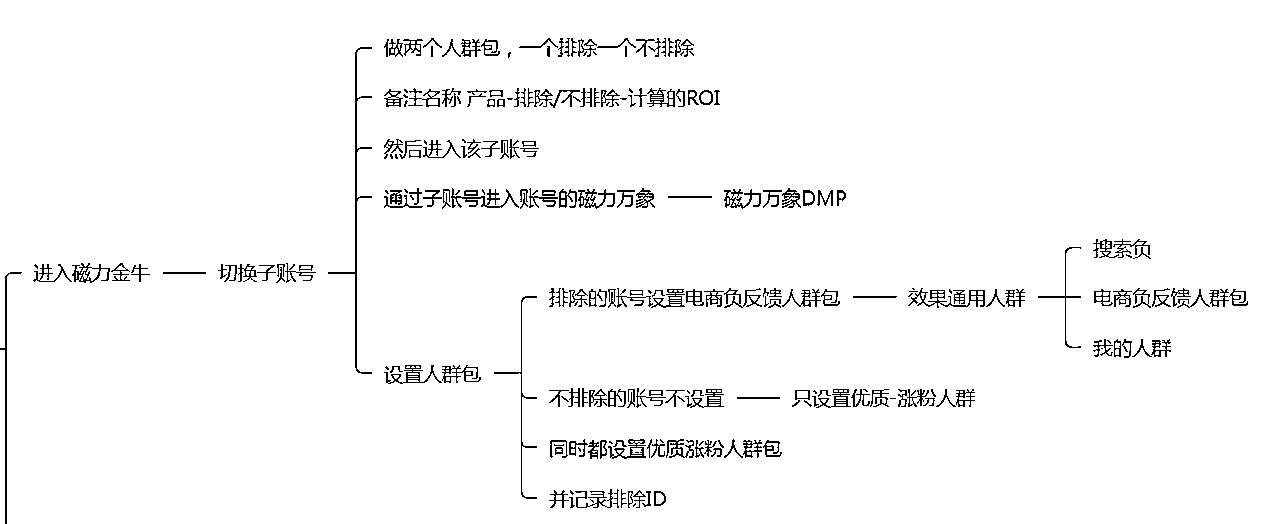 做两个人群包，一个排除一个不排除
备注名称 产品-排除/不排除-计算的ROI
然后进入该子账号
通过子账号进入账号的磁力万象
磁力万象DMP
进入磁力金牛
切换子账号
设置人群包
排除的账号设置电商负反馈人群包
效果通用人群
搜索负
电商负反馈人群包
我的人群
不排除的账号不设置
只设置优质-涨粉人群
同时都设置优质涨粉人群包
并记录排除ID